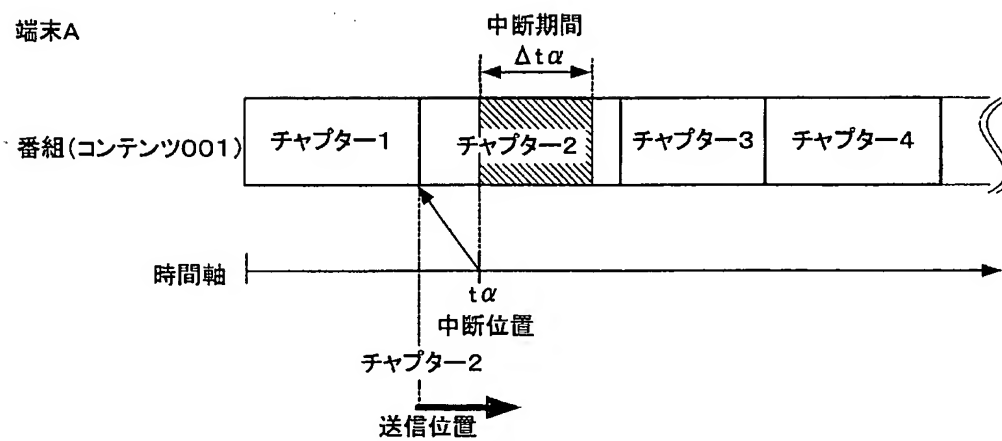 端末A
中断期間
Δtα
番組(コンテンツ001)
チャプター1
チャプター2
チャプター3
チャプター4
時間軸
tα
中断位置
チャプター2
送信位置